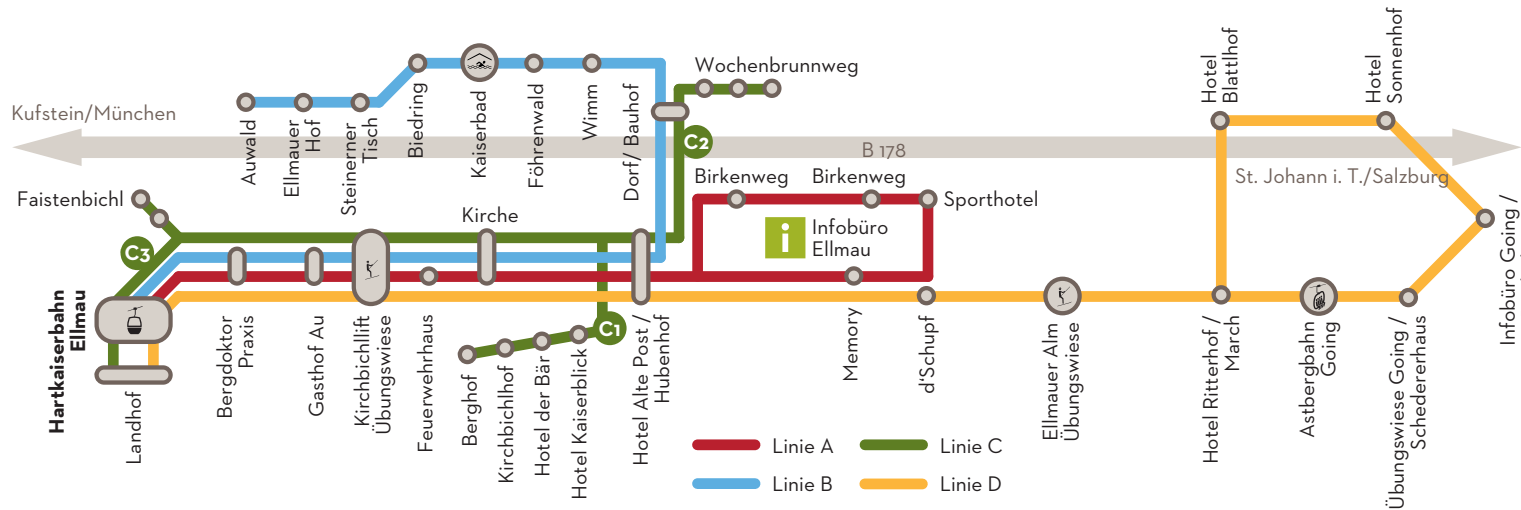 Hotel
Blattlhof
Hotel
Sonnenhof
Wochenbrunnweg
Kufstein/München
Auwald
Ellmauer
Hof
Steinerner
Tisch
Biedring
Kaiserbad
Föhrenwald
Wimm
Dorf/ Bauhof
C2
B 178
St. Johann i. T./Salzburg
Birkenweg
Birkenweg
Sporthotel
Faistenbichl
Kirche
i
Infobüro
Ellmau
C3
Hartkaiserbahn
Ellmau
Landhof
Bergdoktor
Praxis
Gasthof Au
Kirchbichllift
Übungswiese
Feuerwehrhaus
Berghof
Kirchbichlhof
Hotel der Bär
Hotel Kaiserblick
C1
Hotel Alte Post /
Hubenhof
Memory
d'Schupf
Ellmauer Alm
Übungswiese
Hotel Ritterhof /
March
Astbergbahn
Going
Übungswiese Going /
Schedererhaus
Infobüro Going /
Linie A
Linie C
Linie B
Linie D